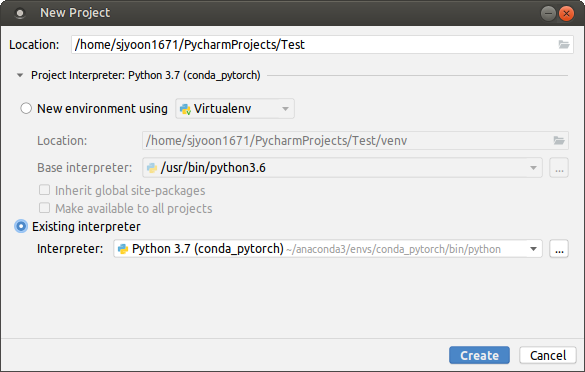 New Project
Location: /home/sjyoon1671/PycharmProjects/Test
Project Interpreter: Python 3.7 (conda_pytorch)
New environment using Virtualenv
Location: /home/sjyoon1671/PycharmProjects/Test/venv
Base interpreter: /usr/bin/python3.6 ...
Inherit global site-packages
Make available to all projects
Existing interpreter
Interpreter: Python 3.7 (conda_pytorch) ~/anaconda3/envs/conda_pytorch/bin/python ...
Create Cancel